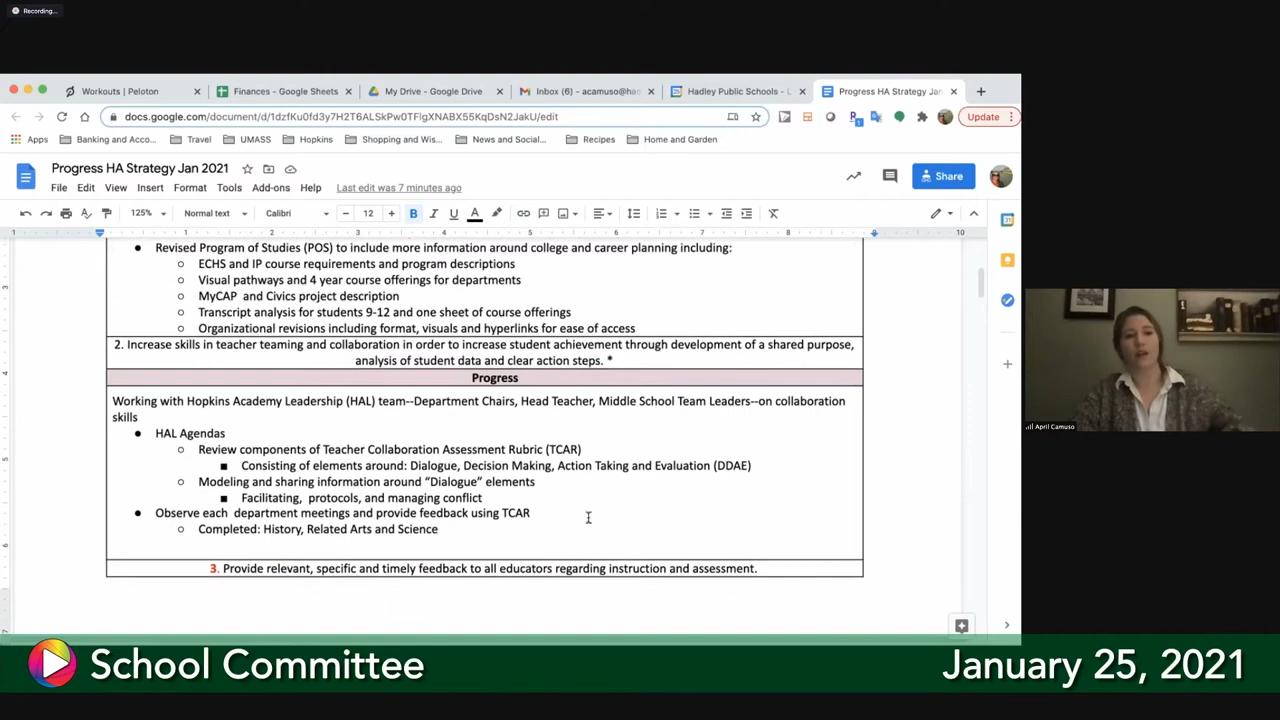 Recording...
Workouts | Peloton
Finances - Google Sheets
My Drive - Google Drive
Inbox (6) - acamuso@ha
Hadley Public Schools - L
Progress HA Strategy Jan
Update
Apps
Banking and Acco...
Travel
UMASS
Hopkins
Shopping and Wis...
News and Social...
Recipes
Home and Garden
Progress HA Strategy Jan 2021
Share
File Edit View Insert Format Tools Add-ons Help Last edit was 7 minutes ago
125% Normal text Calibri 12 B I U A
1 1 2 3 4 5 6 7 8 10
Revised Program of Studies (POS) to include more information around college and career planning including:
ECHS and IP course requirements and program descriptions
Visual pathways and 4 year course offerings for departments
MyCAP and Civics project description
Transcript analysis for students 9-12 and one sheet of course offerings
Organizational revisions including format, visuals and hyperlinks for ease of access
2. Increase skills in teacher teaming and collaboration in order to increase student achievement through development of a shared purpose,
analysis of student data and clear action steps. *
Progress
Working with Hopkins Academy Leadership (HAL) team--Department Chairs, Head Teacher, Middle School Team Leaders--on collaboration
skills
HAL Agendas
Review components of Teacher Collaboration Assessment Rubric (TCAR)
Consisting of elements around: Dialogue, Decision Making, Action Taking and Evaluation (DDAE)
Modeling and sharing information around “Dialogue” elements
Facilitating, protocols, and managing conflict
Observe each department meetings and provide feedback using TCAR
Completed: History, Related Arts and Science
3. Provide relevant, specific and timely feedback to all educators regarding instruction and assessment.
April Camuso
School Committee
January 25, 2021